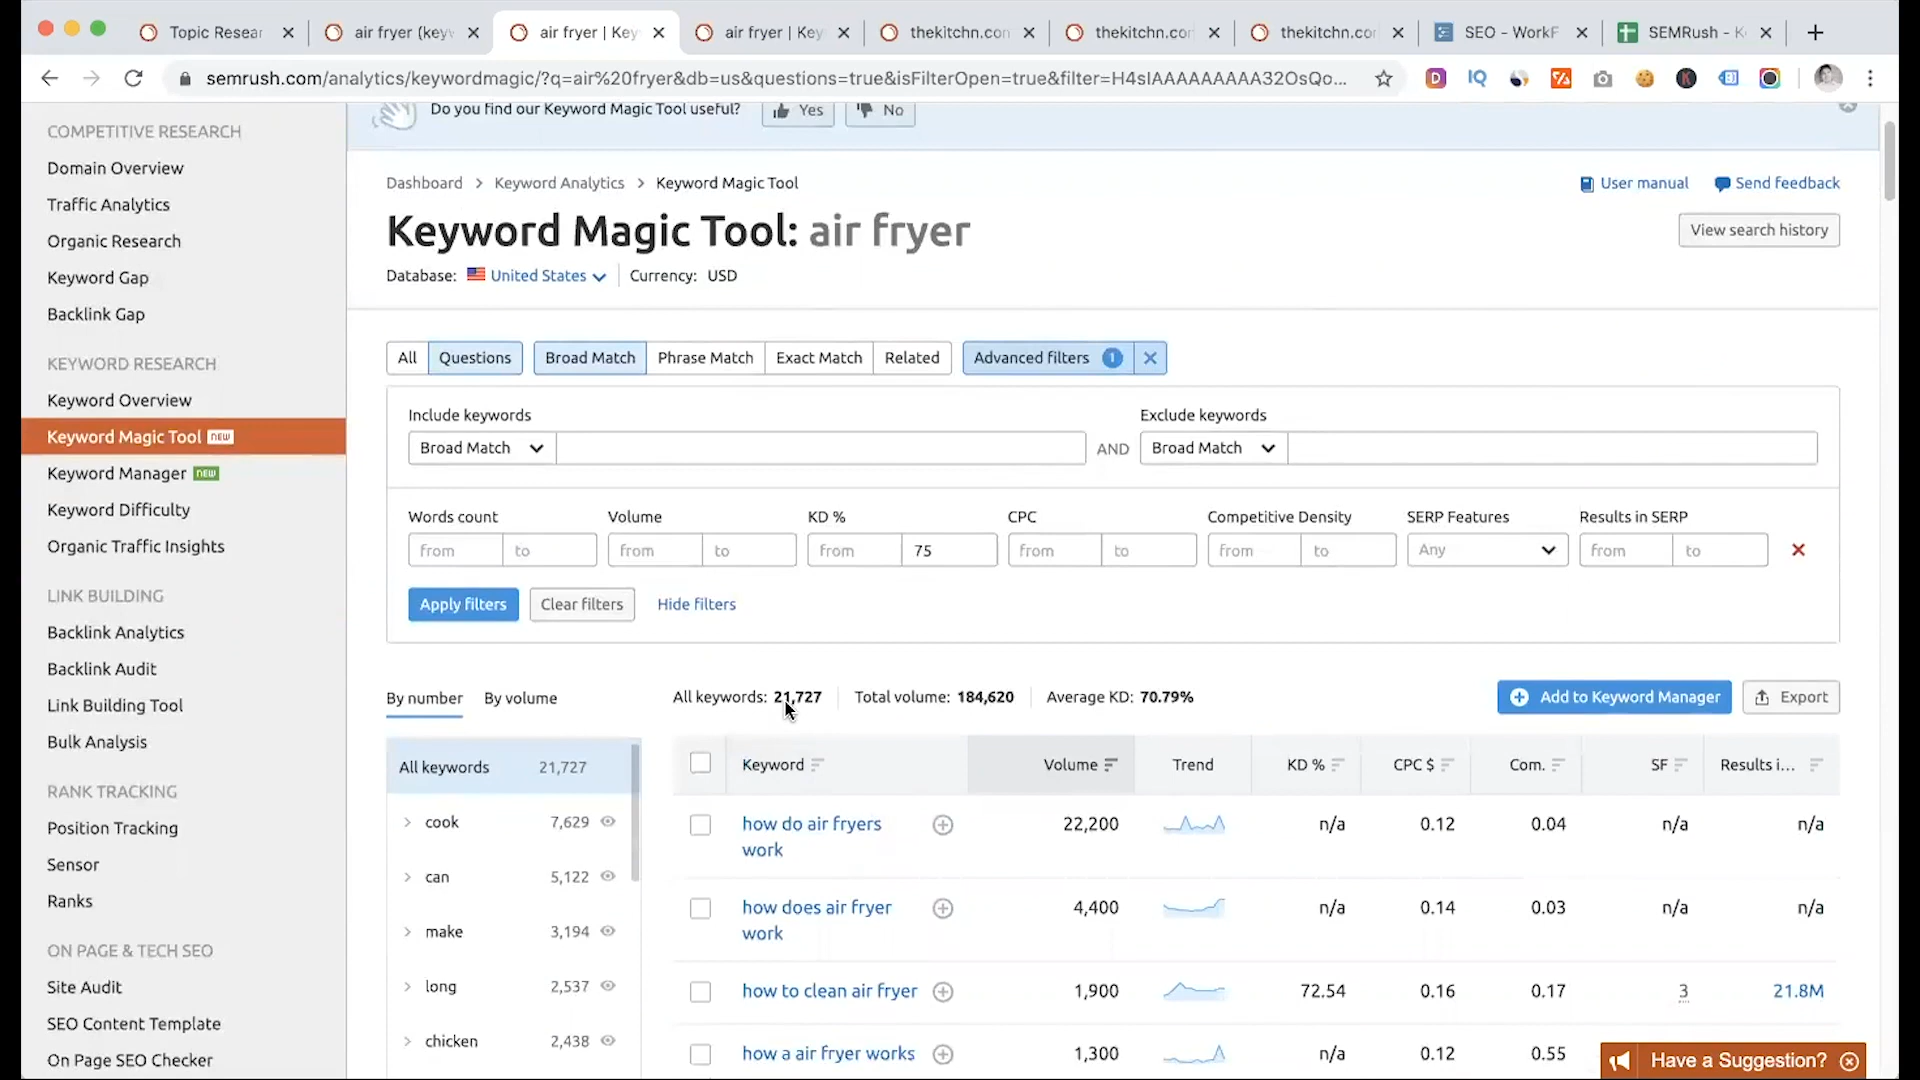 Topic Resear
air fryer (keyw
air fryer | Key
air fryer | Key
thekitchn.con
thekitchn.con
thekitchn.con
SEO - WorkF
SEMRush - K
semrush.com/analytics/keywordmagic/?q=air%20fryer&db=us&questions=true&isFilterOpen=true&filter=H4sIAAAAAAAAA32OsQo...
Do you find our Keyword Magic Tool useful?
Yes
No
COMPETITIVE RESEARCH
Domain Overview
Traffic Analytics
Organic Research
Keyword Gap
Backlink Gap
KEYWORD RESEARCH
Keyword Overview
Keyword Magic Tool NEW
Keyword Manager NEW
Keyword Difficulty
Organic Traffic Insights
LINK BUILDING
Backlink Analytics
Backlink Audit
Link Building Tool
Bulk Analysis
RANK TRACKING
Position Tracking
Sensor
Ranks
ON PAGE & TECH SEO
Site Audit
SEO Content Template
On Page SEO Checker
Dashboard > Keyword Analytics > Keyword Magic Tool
User manual
Send feedback
Keyword Magic Tool: air fryer
View search history
Database: United States
Currency: USD
All
Questions
Broad Match
Phrase Match
Exact Match
Related
Advanced filters 1
Include keywords
Exclude keywords
Broad Match
AND
Broad Match
Words count
Volume
KD %
CPC
Competitive Density
SERP Features
Results in SERP
from
to
from
to
from
75
from
to
from
to
Any
from
to
Apply filters
Clear filters
Hide filters
By number
By volume
All keywords: 21,727
Total volume: 184,620
Average KD: 70.79%
Add to Keyword Manager
Export
All keywords 21,727
cook 7,629
can 5,122
make 3,194
long 2,537
chicken 2,438
Keyword
Volume
Trend
KD %
CPC $
Com.
SF
Results i...
how do air fryers
work
22,200
n/a
0.12
0.04
n/a
n/a
how does air fryer
work
4,400
n/a
0.14
0.03
n/a
n/a
how to clean air fryer
1,900
72.54
0.16
0.17
3
21.8M
how a air fryer works
1,300
n/a
0.12
0.55
Have a Suggestion?